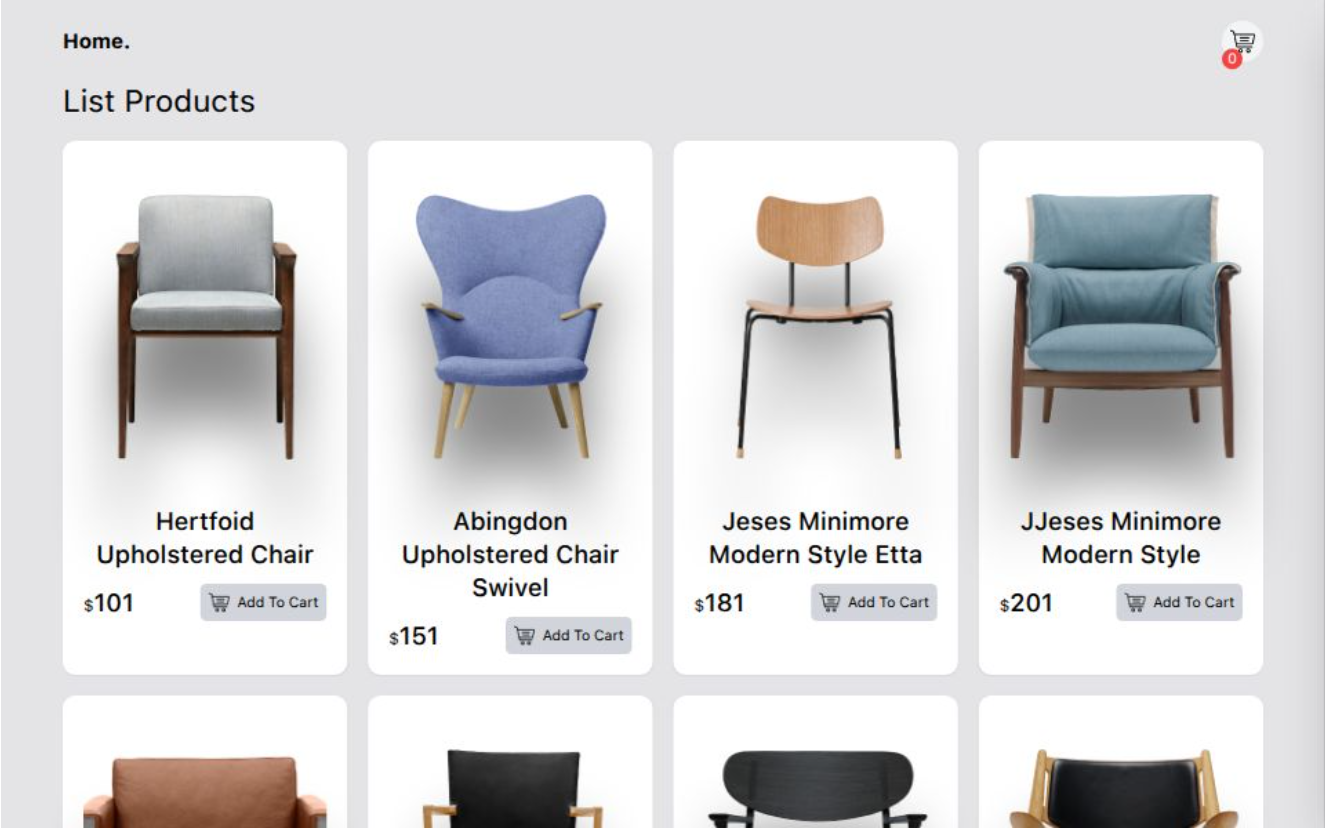 Home.
0
List Products
Hertfoid
Upholstered Chair
$101
Add To Cart
Abingdon
Upholstered Chair
Swivel
$151
Add To Cart
Jeses Minimore
Modern Style Etta
$181
Add To Cart
JJeses Minimore
Modern Style
$201
Add To Cart